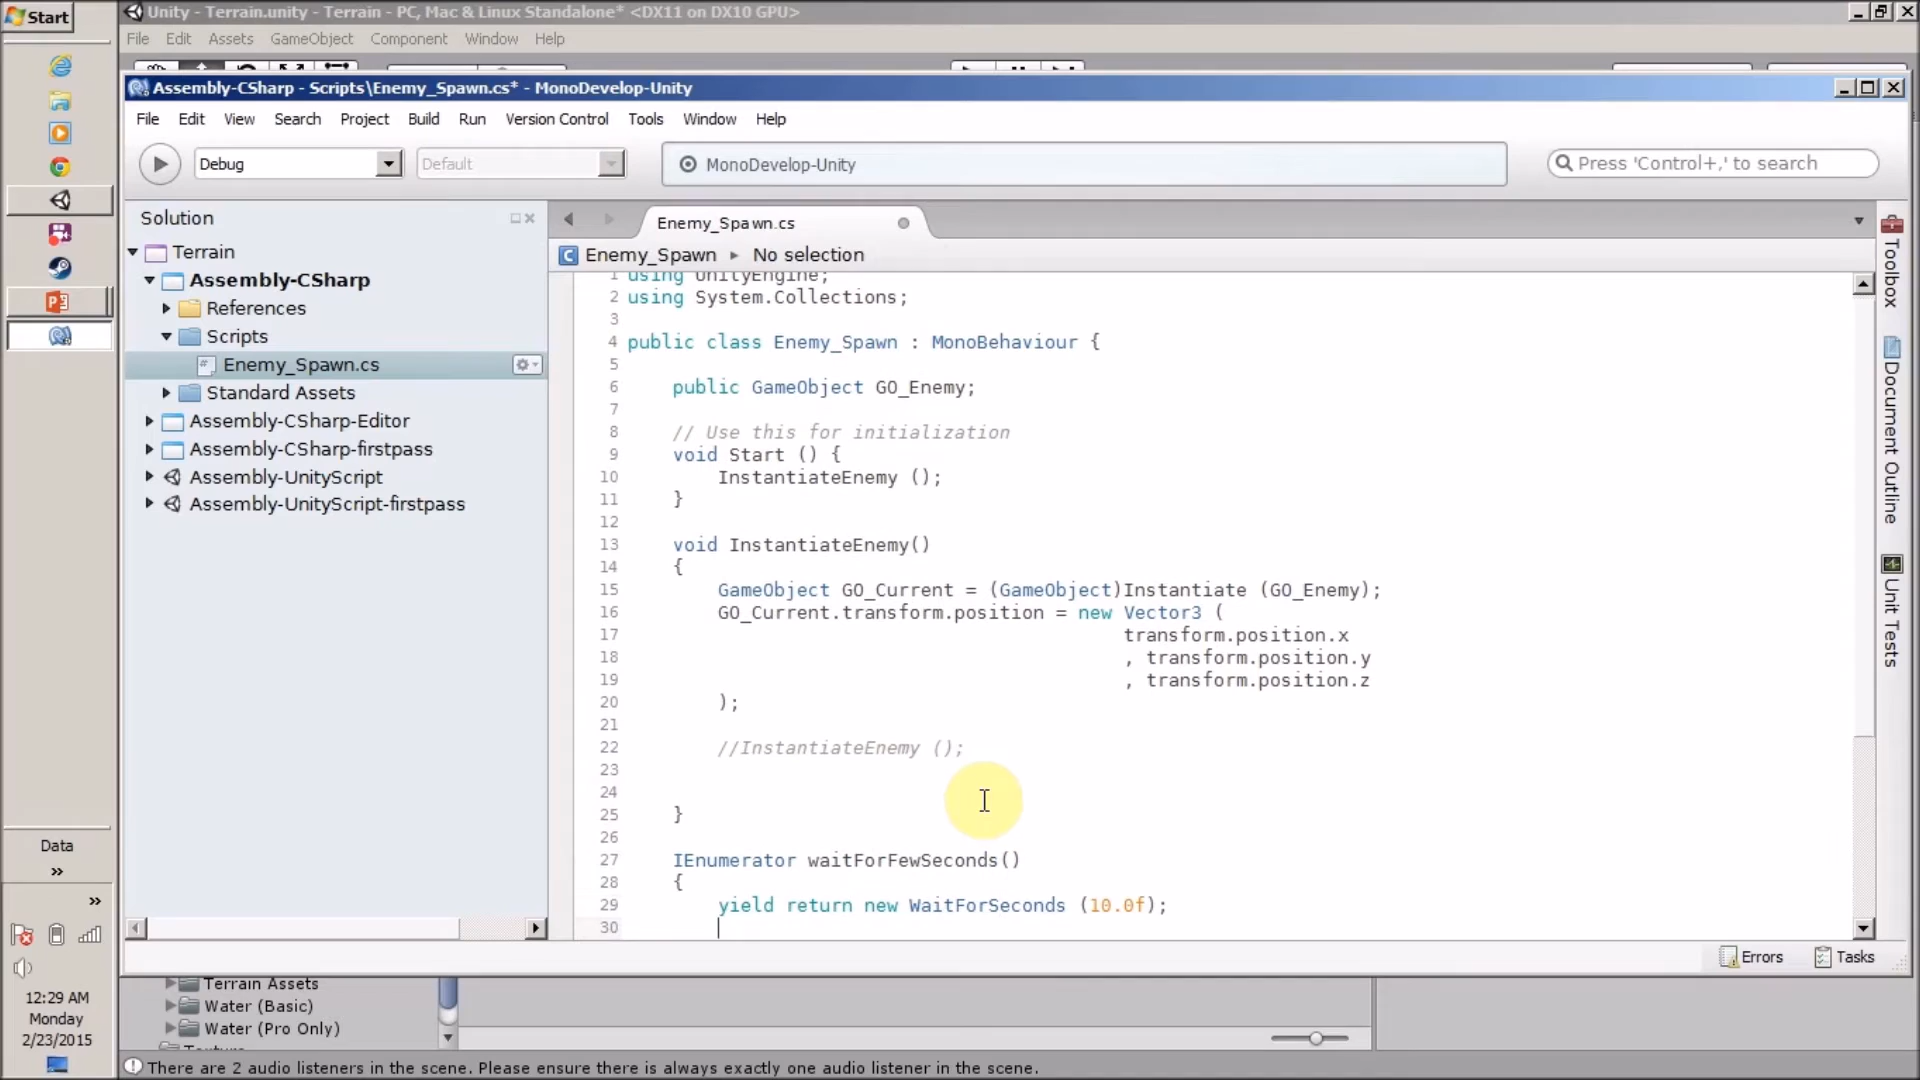 Start
Unity - Terrain.unity - Terrain - PC, Mac & Linux Standalone* <DX11 on DX10 GPU>
File Edit Assets GameObject Component Window Help
Assembly-CSharp - Scripts\Enemy_Spawn.cs* - MonoDevelop-Unity
File Edit View Search Project Build Run Version Control Tools Window Help
Debug Default MonoDevelop-Unity Press 'Control+,' to search
Solution
Terrain
Assembly-CSharp
References
Scripts
Enemy_Spawn.cs
Standard Assets
Assembly-CSharp-Editor
Assembly-CSharp-firstpass
Assembly-UnityScript
Assembly-UnityScript-firstpass
Enemy_Spawn.cs
Enemy_Spawn No selection
1 using UnityEngine;
2 using System.Collections;
3
4 public class Enemy_Spawn : MonoBehaviour {
5
6 public GameObject GO_Enemy;
7
8 // Use this for initialization
9 void Start () {
10 InstantiateEnemy ();
11 }
12
13 void InstantiateEnemy()
14 {
15 GameObject GO_Current = (GameObject)Instantiate (GO_Enemy);
16 GO_Current.transform.position = new Vector3 (
17 transform.position.x
18 , transform.position.y
19 , transform.position.z
20 );
21
22 //InstantiateEnemy ();
23
24
25 }
26
27 IEnumerator waitForFewSeconds()
28 {
29 yield return new WaitForSeconds (10.0f);
30
Toolbox
Document Outline
Unit Tests
Errors Tasks
Data
12:29 AM
Monday
2/23/2015
Terrain Assets
Water (Basic)
Water (Pro Only)
There are 2 audio listeners in the scene. Please ensure there is always exactly one audio listener in the scene.